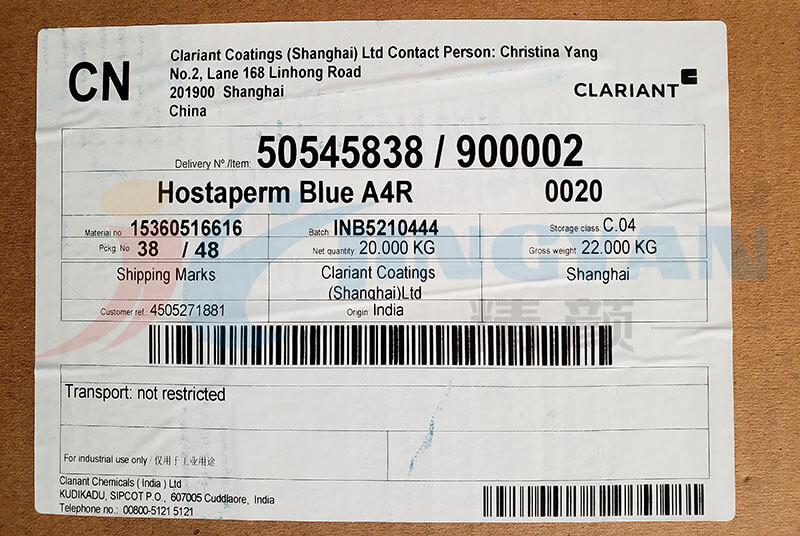 CN
Clariant Coatings (Shanghai) Ltd Contact Person: Christina Yang
No.2, Lane 168 Linhong Road
201900 Shanghai
China
CLARIANT
Delivery Nº /Item: 50545838 / 900002
Hostaperm Blue A4R 0020
Material no. 15360516616 Batch INB5210444 Storage class C.04
Pckg. No 38 / 48 Net quantity 20.000 KG Gross weight 22.000 KG
Shipping Marks Clariant Coatings Shanghai
(Shanghai)Ltd
Customer ref.: 4505271881 Origin India
精颜
Transport: not restricted
For industrial use only / 仅用于工业用途
Clariant Chemicals ( India ) Ltd
KUDIKADU, SIPCOT P.O., 607005 Cuddlaore, India
Telephone no.: 00800-5121 5121